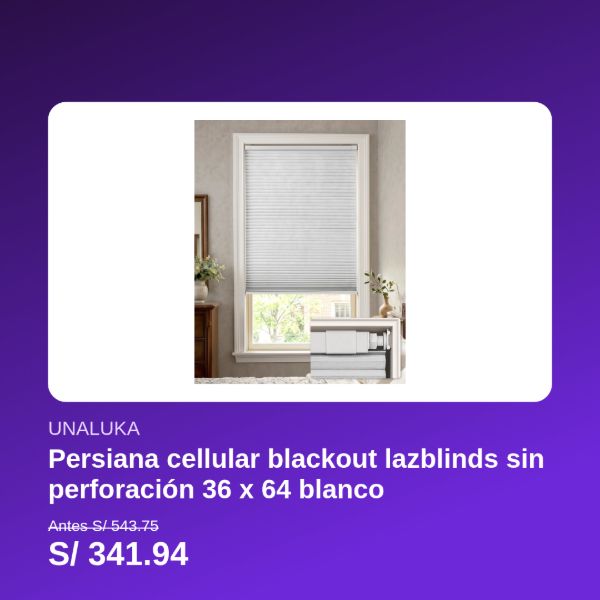 UNALUKA
Persiana cellular blackout lazblinds sin
perforación 36 x 64 blanco
Antes S/ 543.75
S/ 341.94